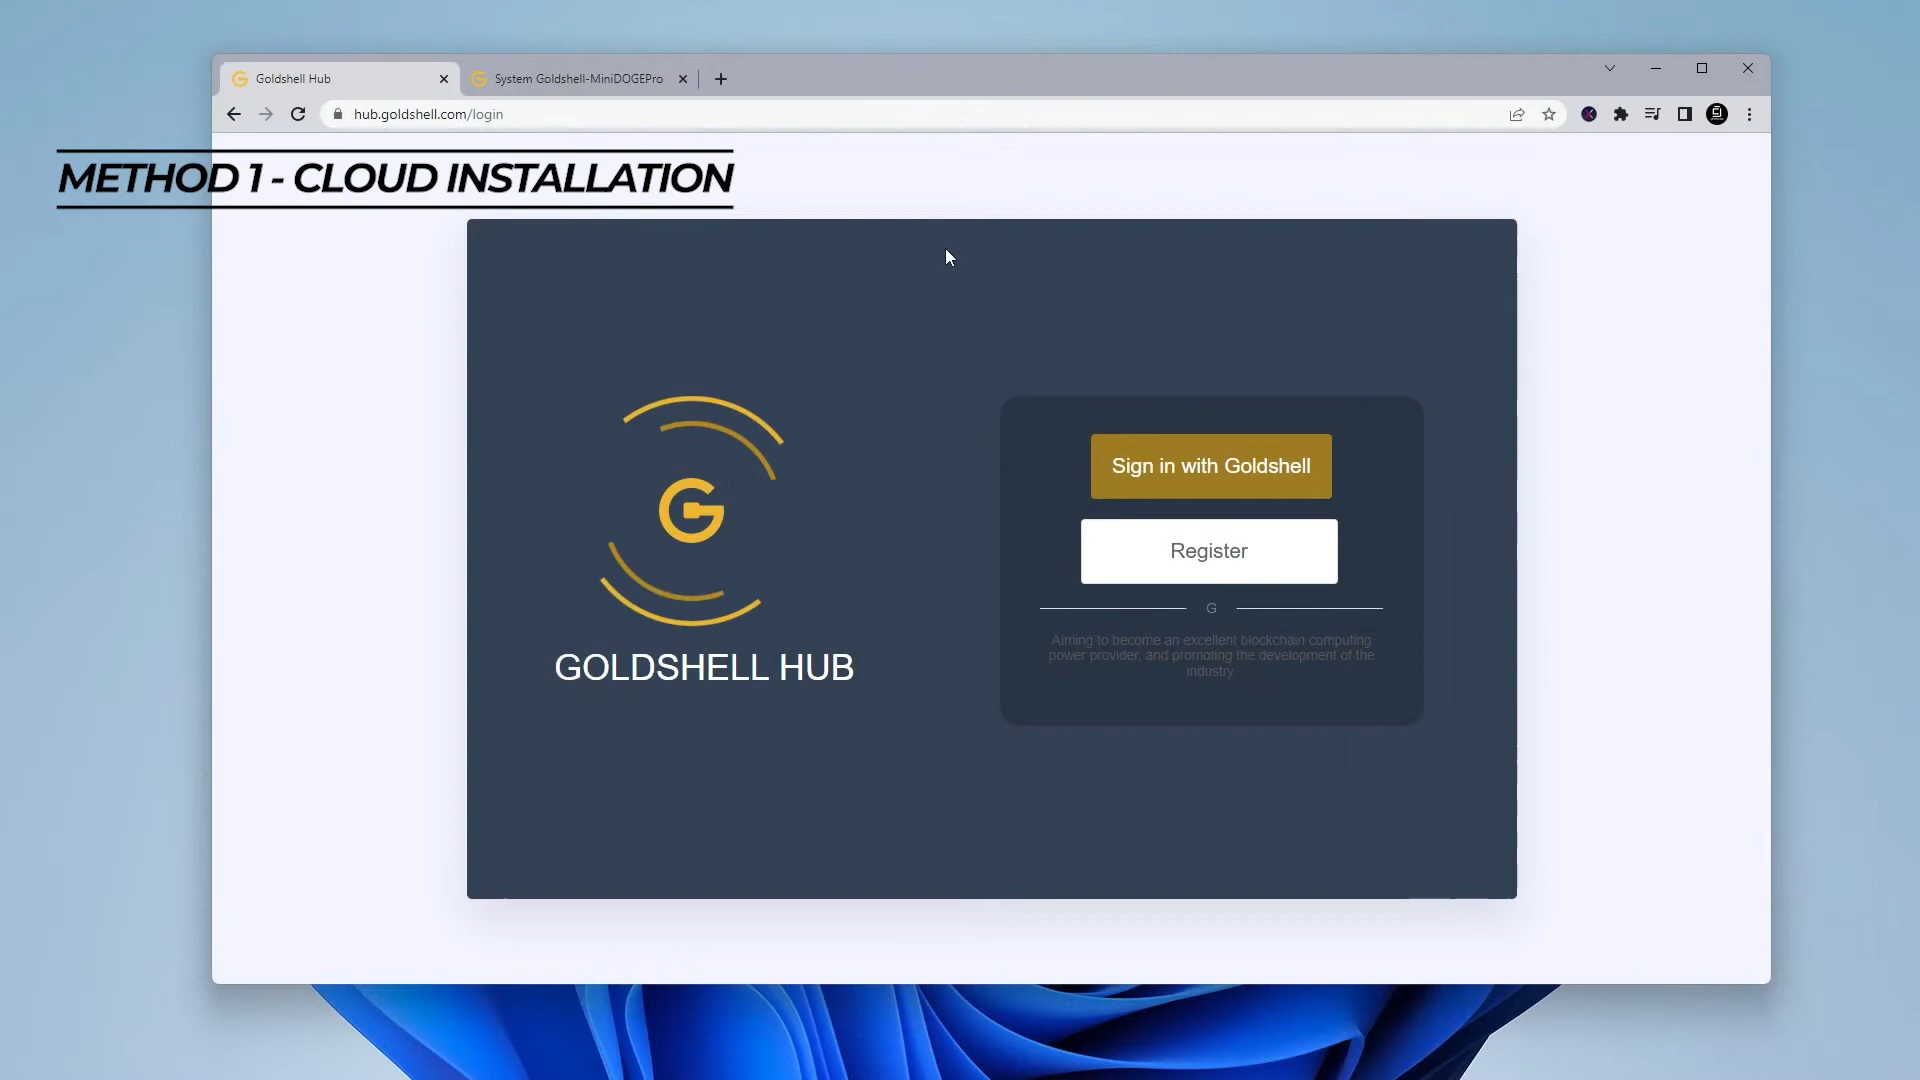 Goldshell Hub
System Goldshell-MiniDOGEPro
hub.goldshell.com/login
METHOD 1 - CLOUD INSTALLATION
G
GOLDSHELL HUB
Sign in with Goldshell
Register
G
Aiming to become an excellent blockchain computing
power provider, and promoting the development of the
industry.